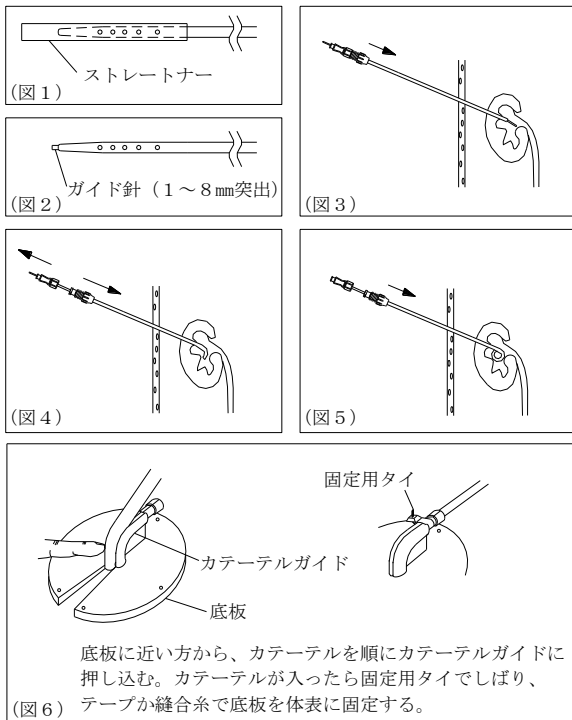 ストレートナー
(図1)
ガイド針(1~8㎜突出)
(図2)
(図3)
(図4)
(図5)
固定用タイ
カテーテルガイド
底板
底板に近い方から、カテーテルを順にカテーテルガイドに
押し込む。カテーテルが入ったら固定用タイでしばり、
(図6) テープか縫合糸で底板を体表に固定する。